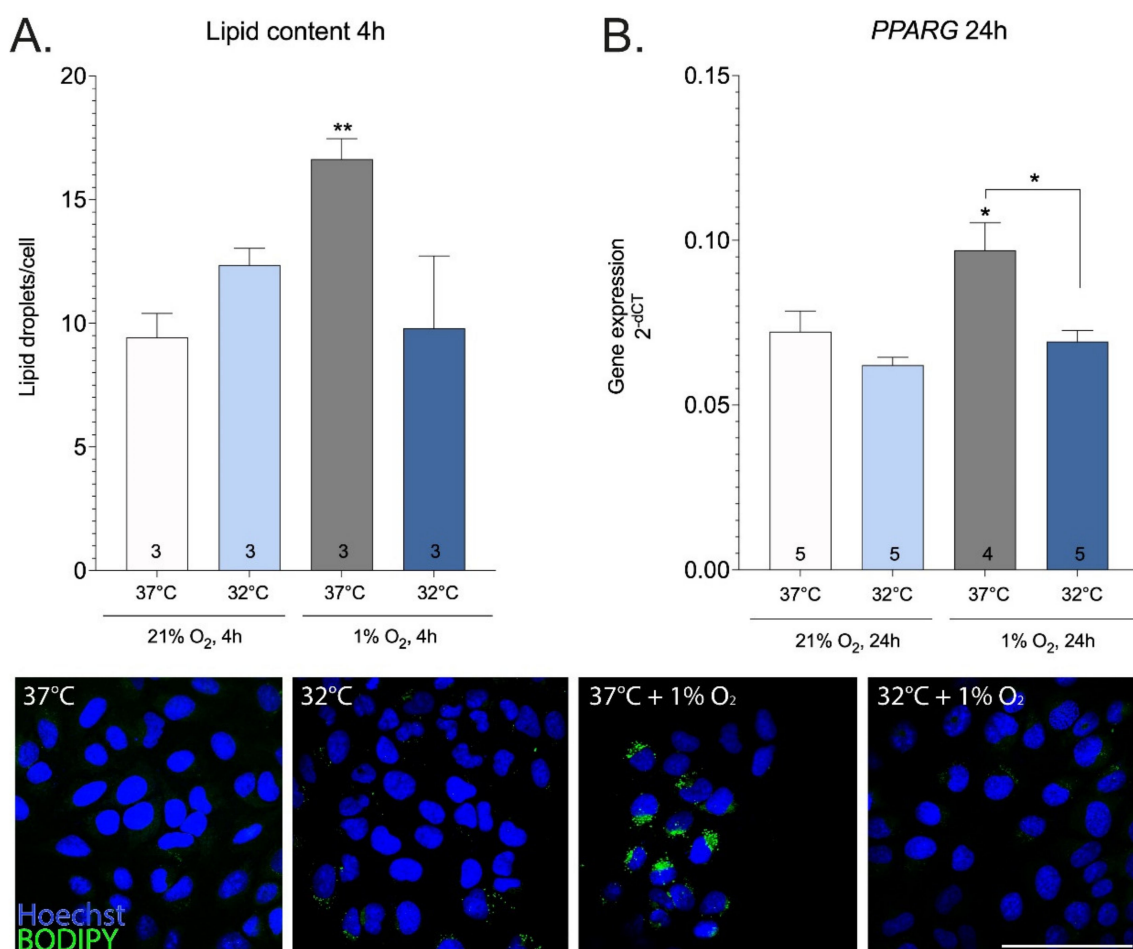 A.
Lipid content 4h
Lipid droplets/cell
20
15
10
5
0
**
3
3
3
3
37°C
32°C
37°C
32°C
21% O₂, 4h
1% O₂, 4h
B.
PPARG 24h
Gene expression
2-dCT
0.15
0.10
0.05
0.00
*
*
5
5
4
5
37°C
32°C
37°C
32°C
21% O₂, 24h
1% O₂, 24h
37°C
Hoechst
BODIPY
32°C
37°C + 1% O₂
32°C + 1% O₂